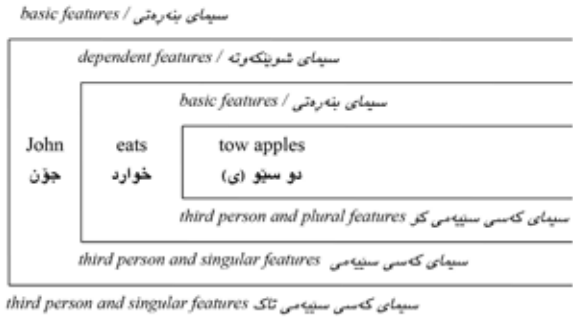 basic features / سیمای بنەڕەتی
dependent features / سیمای شوێنکەوتە
basic features / سیمای بنەڕەتی
John eats tow apples
جۆن خوارد دو سێو (ی)
third person and plural features سیمای کەسی سێیەمی کۆ
third person and singular features سیمای کەسی سێیەمی
third person and singular features سیمای کەسی سێیەمی تاک